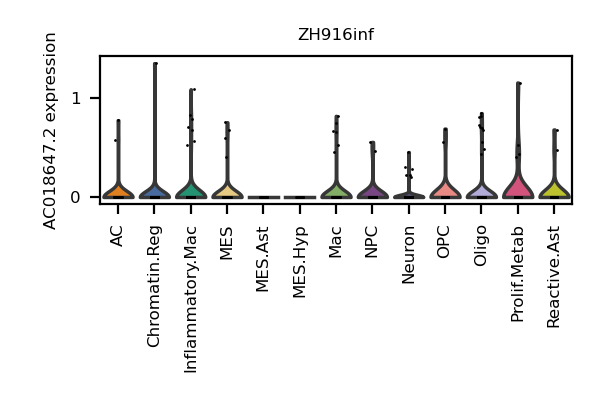 ZH916inf
AC018647.2 expression
1
0
AC
Chromatin.Reg
Inflammatory.Mac
MES
MES.Ast
MES.Hyp
Mac
NPC
Neuron
OPC
Oligo
Prolif.Metab
Reactive.Ast